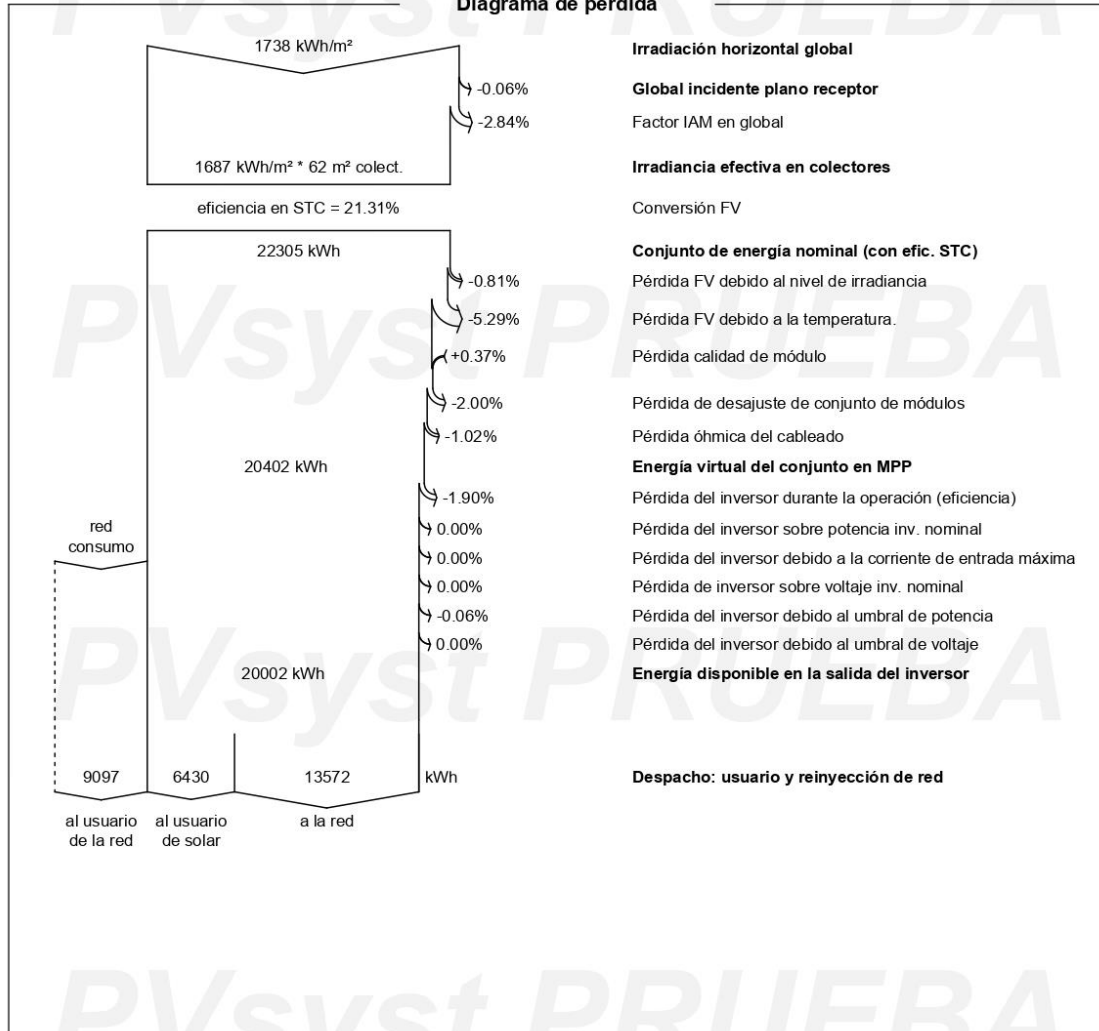 Diagrama de pérdida
1738 kWh/m²
Irradiación horizontal global
-0.06%
Global incidente plano receptor
-2.84%
Factor IAM en global
1687 kWh/m² * 62 m² colect.
Irradiancia efectiva en colectores
eficiencia en STC = 21.31%
Conversión FV
22305 kWh
Conjunto de energía nominal (con efic. STC)
-0.81%
Pérdida FV debido al nivel de irradiancia
-5.29%
Pérdida FV debido a la temperatura.
+0.37%
Pérdida calidad de módulo
-2.00%
Pérdida de desajuste de conjunto de módulos
-1.02%
Pérdida óhmica del cableado
20402 kWh
Energía virtual del conjunto en MPP
-1.90%
Pérdida del inversor durante la operación (eficiencia)
red
consumo
0.00%
Pérdida del inversor sobre potencia inv. nominal
0.00%
Pérdida del inversor debido a la corriente de entrada máxima
0.00%
Pérdida de inversor sobre voltaje inv. nominal
-0.06%
Pérdida del inversor debido al umbral de potencia
0.00%
Pérdida del inversor debido al umbral de voltaje
20002 kWh
Energía disponible en la salida del inversor
9097
6430
13572
kWh
Despacho: usuario y reinyección de red
al usuario
de la red
al usuario
de solar
a la red
PVsyst PRUEBA
PVsyst PRUEBA
PVsyst PRUEBA
PVsyst PRUEBA